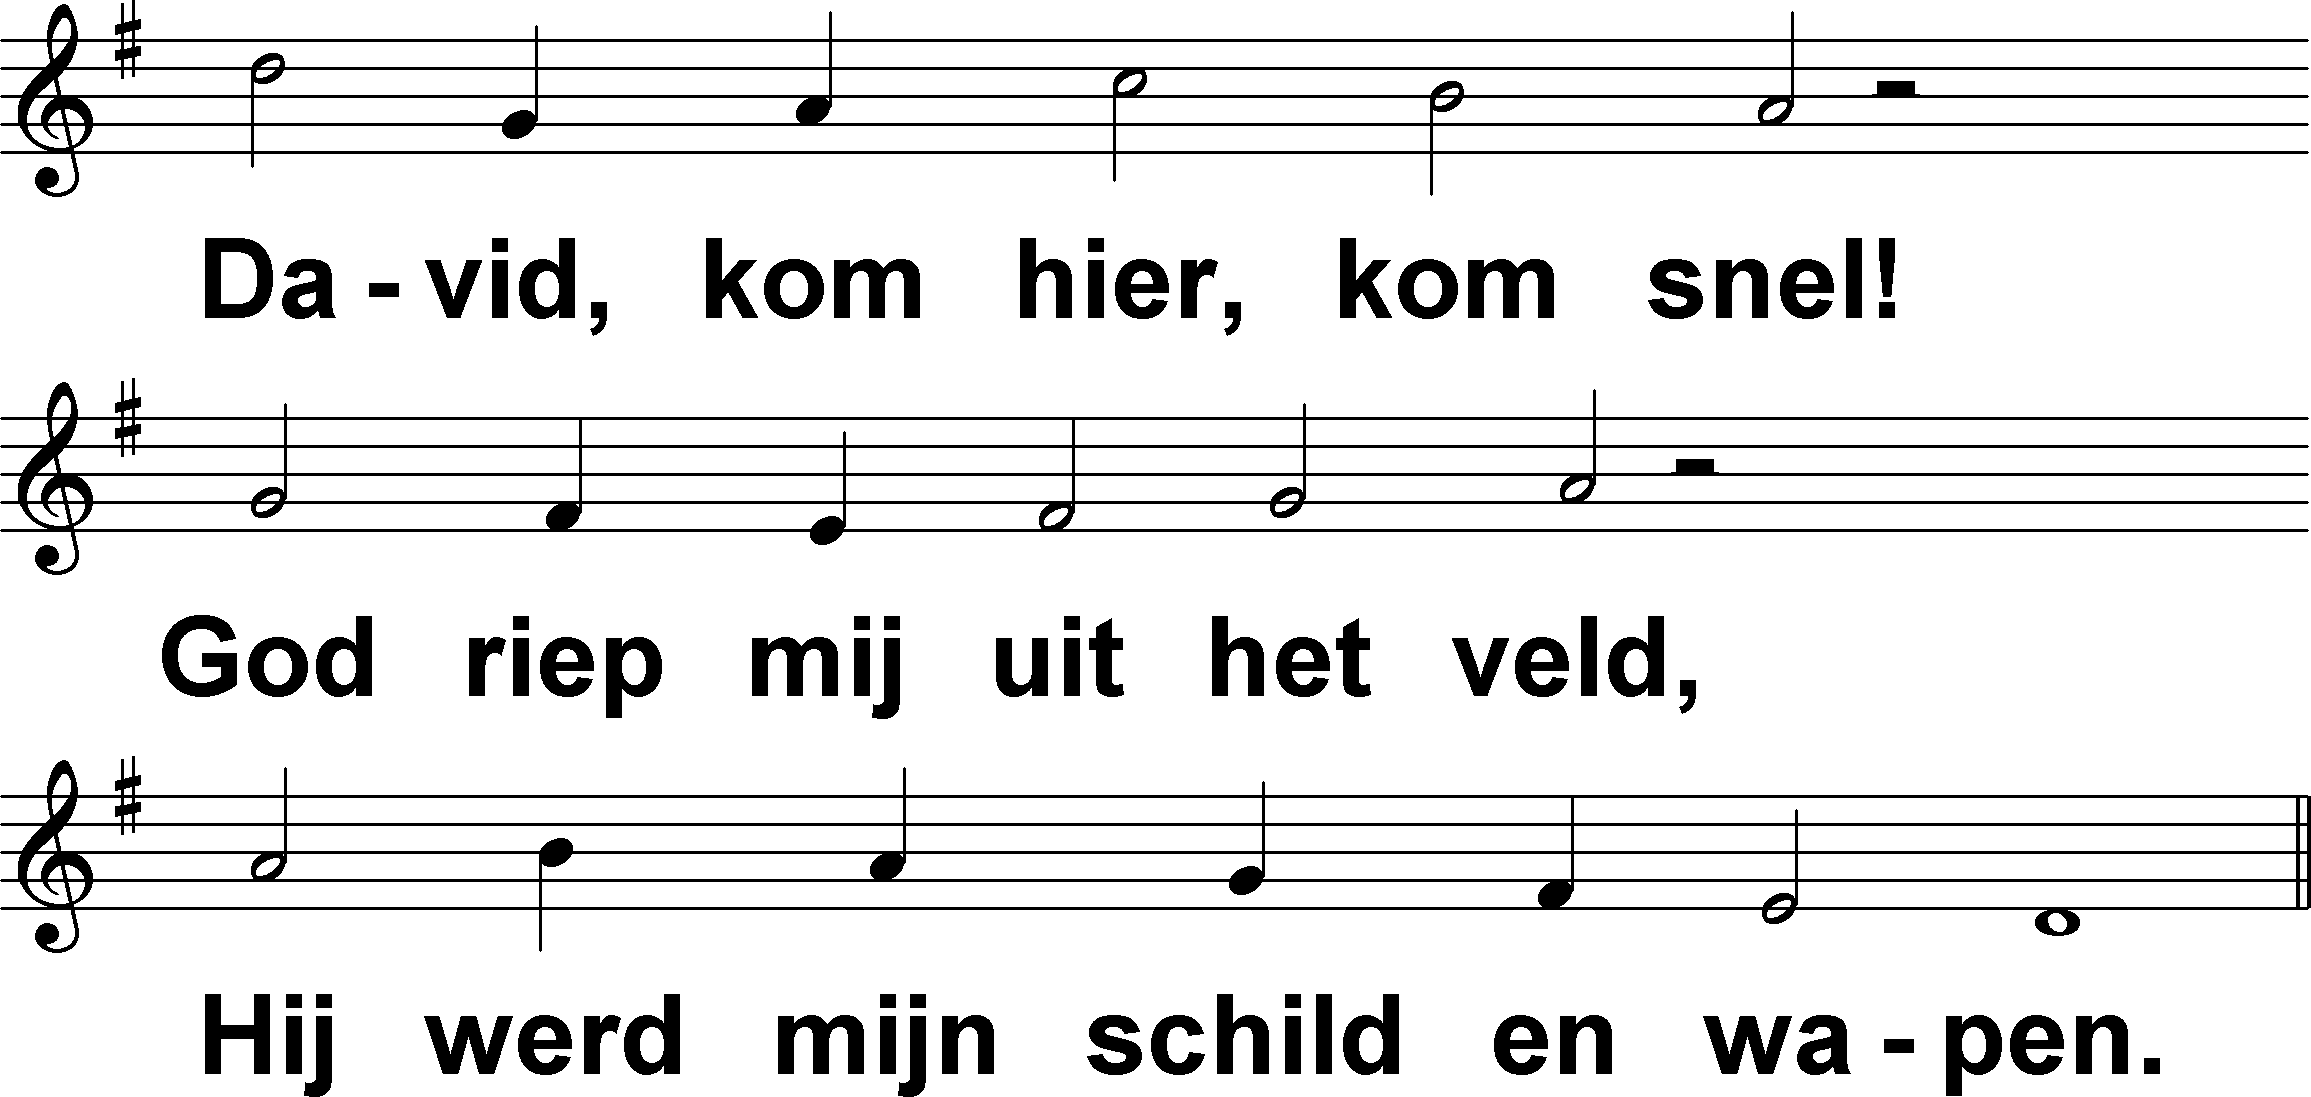 Da - vid, kom hier, kom snel!
God riep mij uit het veld,
Hij werd mijn schild en wa - pen.